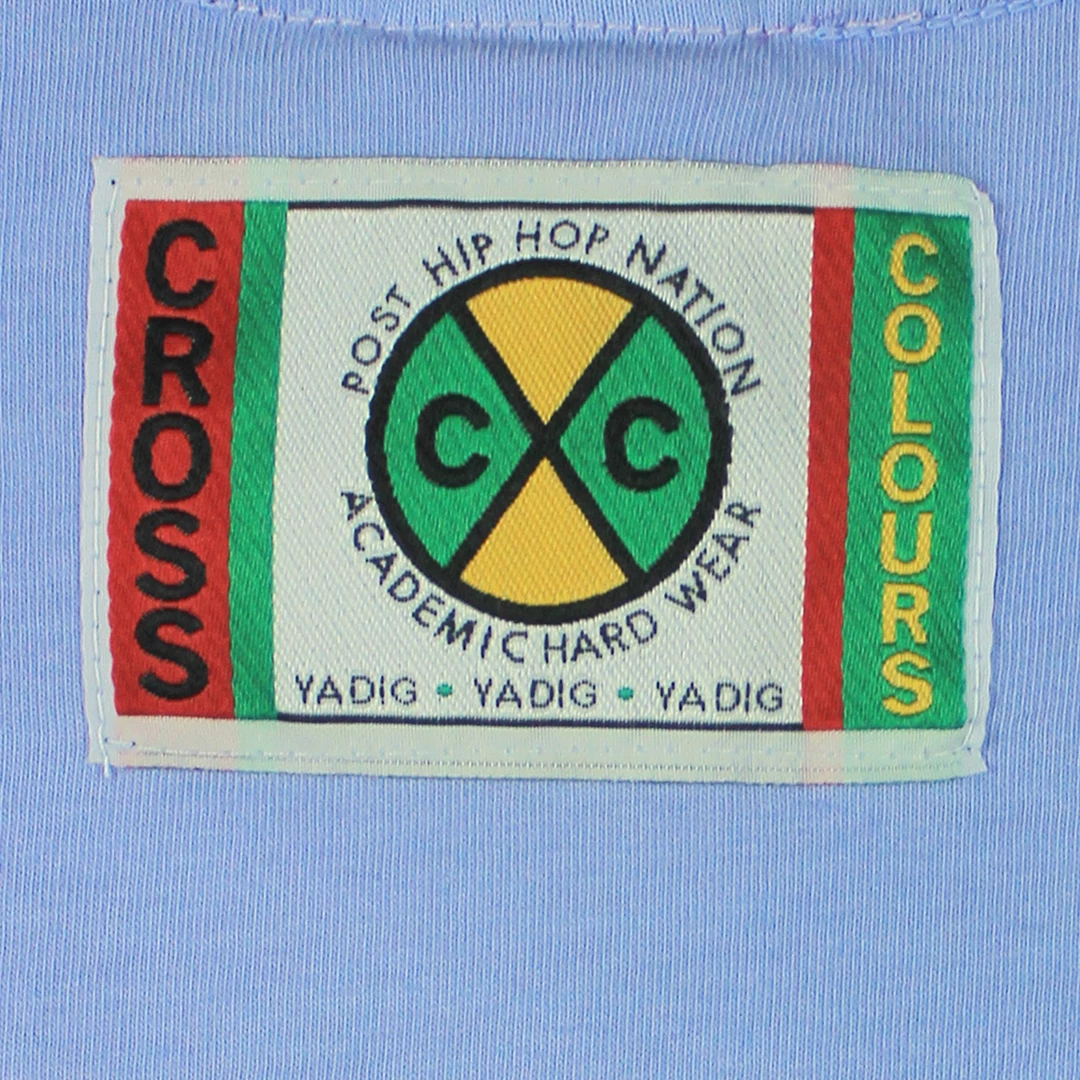 CROSS
POST HIP HOP NATION
C C
ACADEMIC HARD WEAR
YADIG • YADIG • YADIG
COLOURS